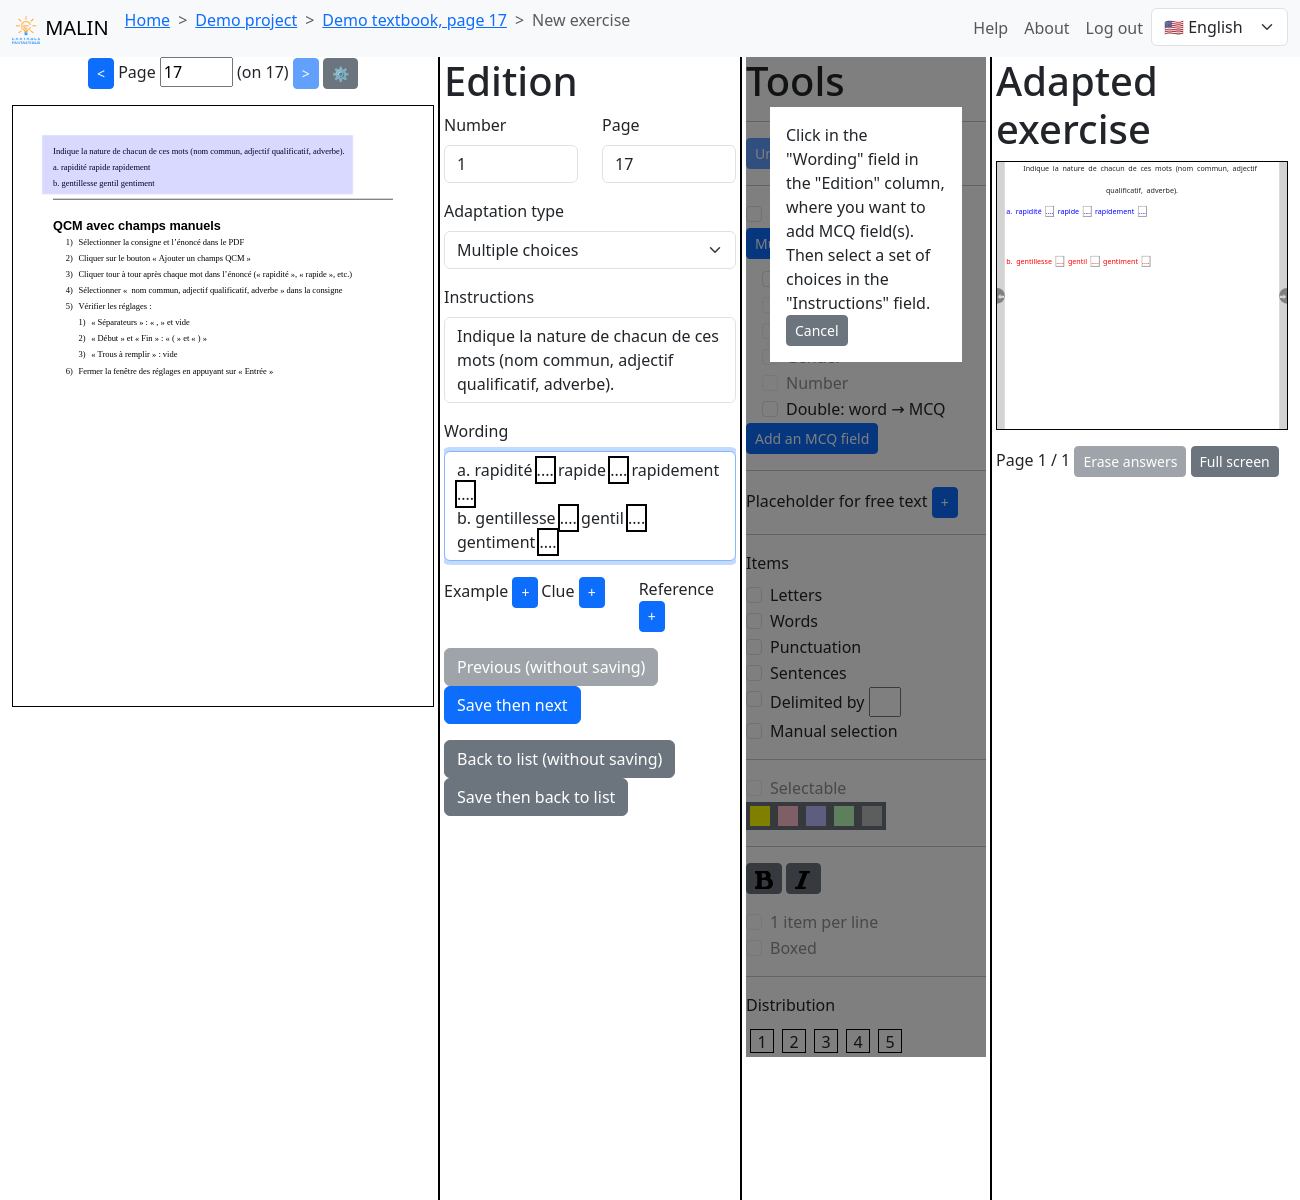 MALIN
Home > Demo project > Demo textbook, page 17 > New exercise
Help About Log out 🇺🇸 English
< Page 17 (on 17) > ⚙️
Indique la nature de chacun de ces mots (nom commun, adjectif qualificatif, adverbe).
a. rapidité rapide rapidement
b. gentillesse gentil gentiment
QCM avec champs manuels
1) Sélectionner la consigne et l’énoncé dans le PDF
2) Cliquer sur le bouton « Ajouter un champs QCM »
3) Cliquer tour à tour après chaque mot dans l’énoncé (« rapidité », « rapide », etc.)
4) Sélectionner « nom commun, adjectif qualificatif, adverbe » dans la consigne
5) Vérifier les réglages :
1) « Séparateurs » : « , » et vide
2) « Début » et « Fin » : « ( » et « ) »
3) « Trous à remplir » : vide
6) Fermer la fenêtre des réglages en appuyant sur « Entrée »
Edition
Number Page
1 17
Adaptation type
Multiple choices
Instructions
Indique la nature de chacun de ces
mots (nom commun, adjectif
qualificatif, adverbe).
Wording
a. rapidité .... rapide .... rapidement
....
b. gentillesse .... gentil ....
gentiment ....
Example + Clue + Reference
+
Previous (without saving)
Save then next
Back to list (without saving)
Save then back to list
Tools
Click in the
"Wording" field in
the "Edition" column,
where you want to
add MCQ field(s).
Then select a set of
choices in the
"Instructions" field.
Cancel
Number
Double: word → MCQ
Add an MCQ field
Placeholder for free text +
Items
Letters
Words
Punctuation
Sentences
Delimited by
Manual selection
Selectable
B I
1 item per line
Boxed
Distribution
1 2 3 4 5
Adapted
exercise
Indique la nature de chacun de ces mots (nom commun, adjectif
qualificatif, adverbe).
a. rapidité .... rapide .... rapidement ....
b. gentillesse .... gentil .... gentiment ....
Page 1 / 1 Erase answers Full screen